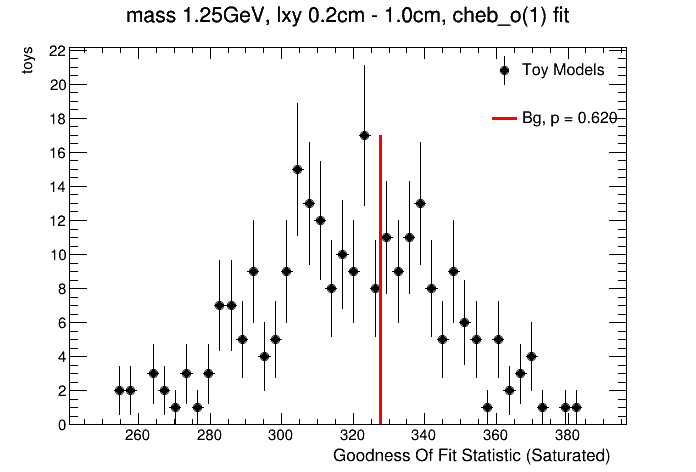 mass 1.25GeV, lxy 0.2cm - 1.0cm, cheb_o(1) fit
toys
22
20
18
16
14
12
10
8
6
4
2
0
Toy Models
Bg, p = 0.620
260 280 300 320 340 360 380
Goodness Of Fit Statistic (Saturated)